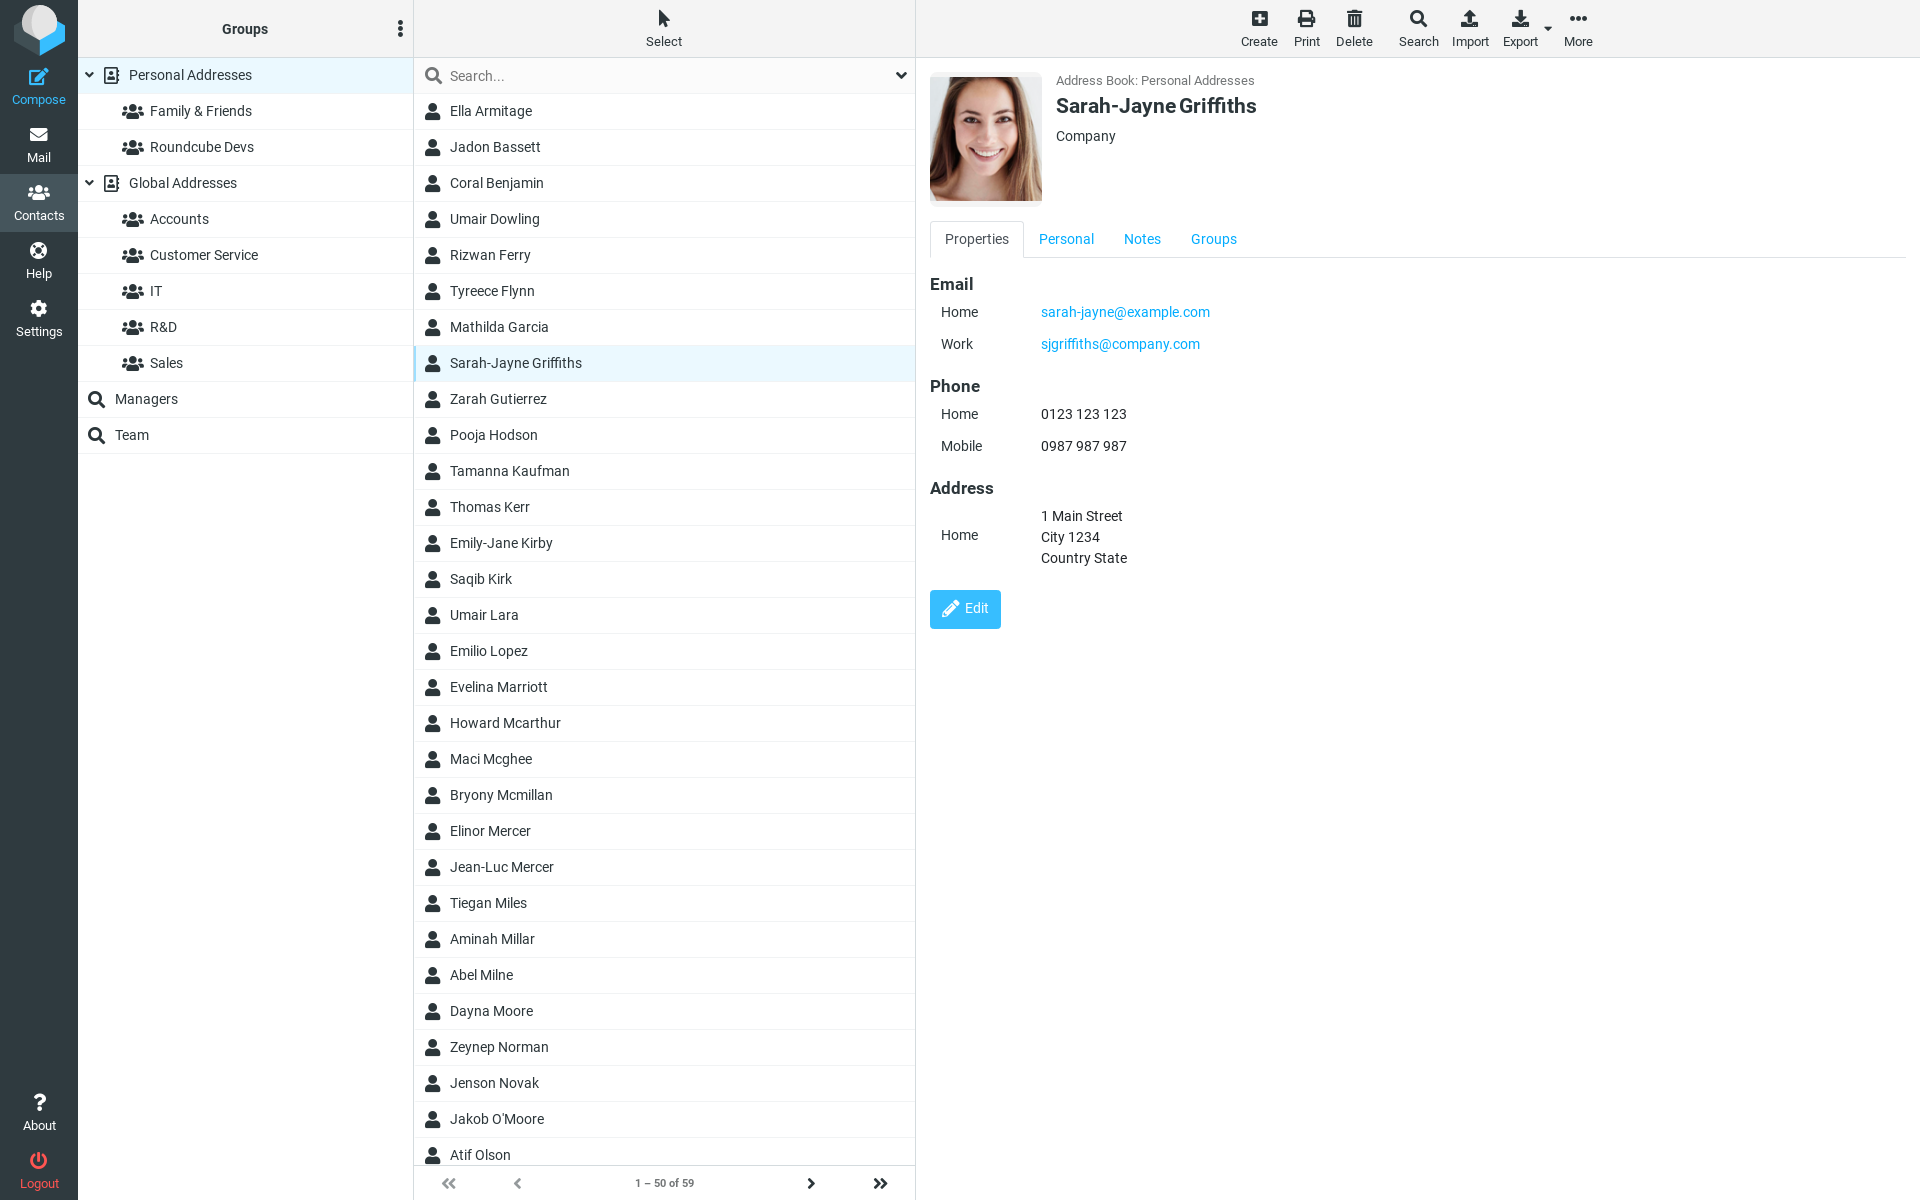 Compose
Mail
Contacts
Help
Settings
About
Logout
Groups
Personal Addresses
Family & Friends
Roundcube Devs
Global Addresses
Accounts
Customer Service
IT
R&D
Sales
Managers
Team
Select
Search...
Ella Armitage
Jadon Bassett
Coral Benjamin
Umair Dowling
Rizwan Ferry
Tyreece Flynn
Mathilda Garcia
Sarah-Jayne Griffiths
Zarah Gutierrez
Pooja Hodson
Tamanna Kaufman
Thomas Kerr
Emily-Jane Kirby
Saqib Kirk
Umair Lara
Emilio Lopez
Evelina Marriott
Howard Mcarthur
Maci Mcghee
Bryony Mcmillan
Elinor Mercer
Jean-Luc Mercer
Tiegan Miles
Aminah Millar
Abel Milne
Dayna Moore
Zeynep Norman
Jenson Novak
Jakob O'Moore
Atif Olson
1 – 50 of 59
Create Print Delete Search Import Export More
Address Book: Personal Addresses
Sarah-Jayne Griffiths
Company
Properties Personal Notes Groups
Email
Home sarah-jayne@example.com
Work sjgriffiths@company.com
Phone
Home 0123 123 123
Mobile 0987 987 987
Address
Home
1 Main Street
City 1234
Country State
Edit